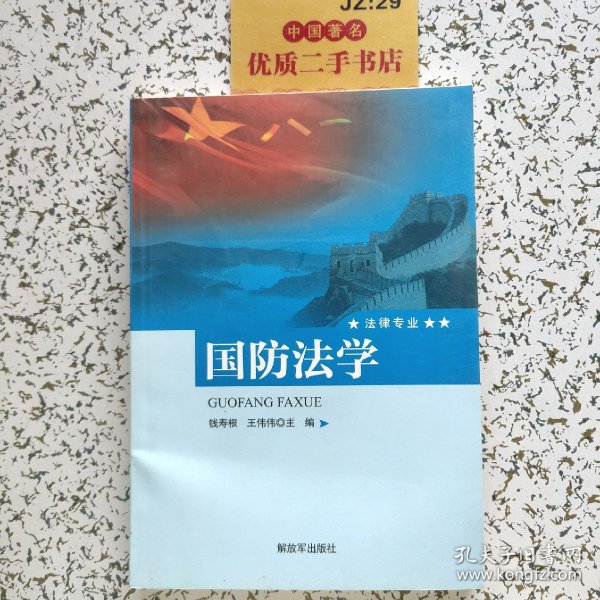 JZ:29
中国著名
优质二手书店
★法律专业★★
国防法学
GUOFANG FAXUE
钱寿根 王伟伟◎主 编
解放军出版社
孔夫子旧书网
www.kongfz.com